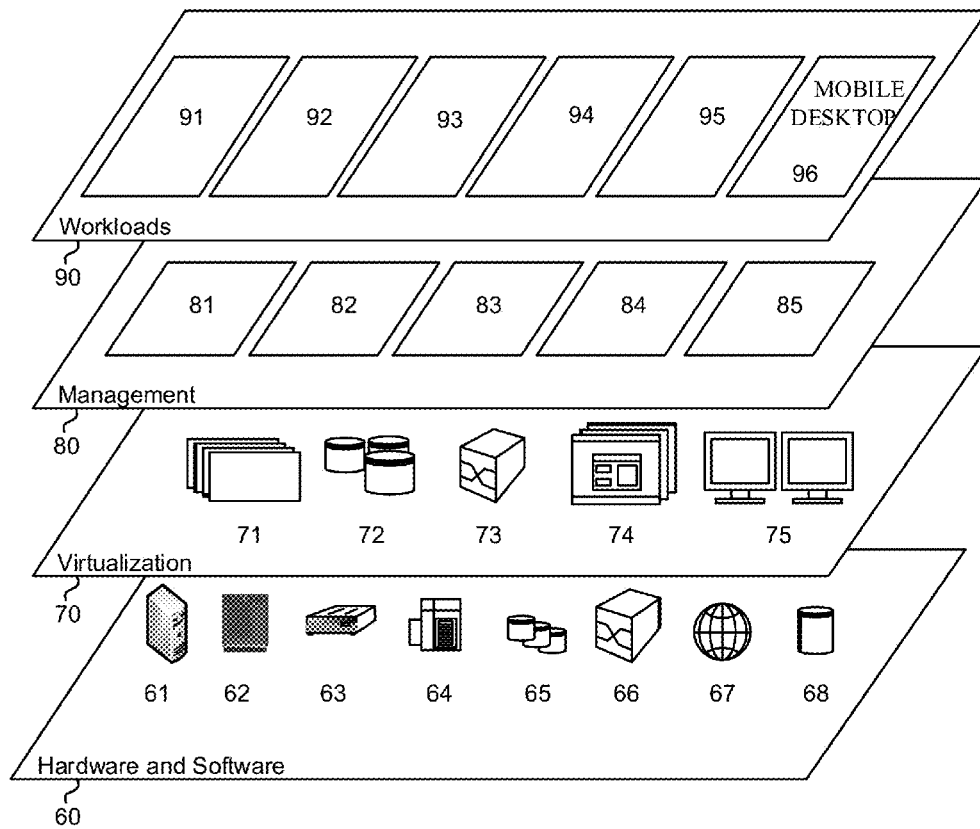 91 92 93 94 95 MOBILE
DESKTOP
96
Workloads
90
81 82 83 84 85
Management
80
71 72 73 74 75
Virtualization
70
61 62 63 64 65 66 67 68
Hardware and Software
60